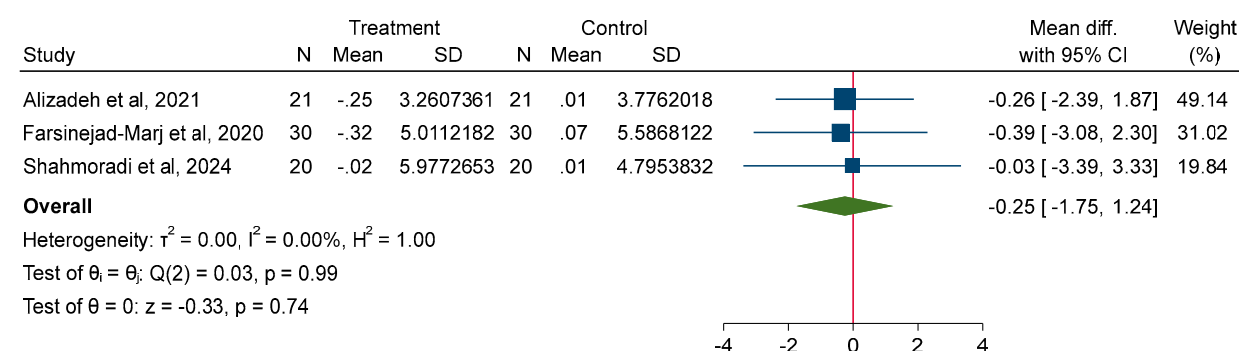 Treatment Control Mean diff. Weight
Study N Mean SD N Mean SD with 95% CI (%)
Alizadeh et al, 2021 21 -.25 3.2607361 21 .01 3.7762018 -0.26 [ -2.39, 1.87] 49.14
Farsinejad-Marj et al, 2020 30 -.32 5.0112182 30 .07 5.5868122 -0.39 [ -3.08, 2.30] 31.02
Shahmoradi et al, 2024 20 -.02 5.9772653 20 .01 4.7953832 -0.03 [ -3.39, 3.33] 19.84
Overall -0.25 [ -1.75, 1.24]
Heterogeneity: τ² = 0.00, I² = 0.00%, H² = 1.00
Test of θᵢ = θⱼ: Q(2) = 0.03, p = 0.99
Test of θ = 0: z = -0.33, p = 0.74
-4 -2 0 2 4